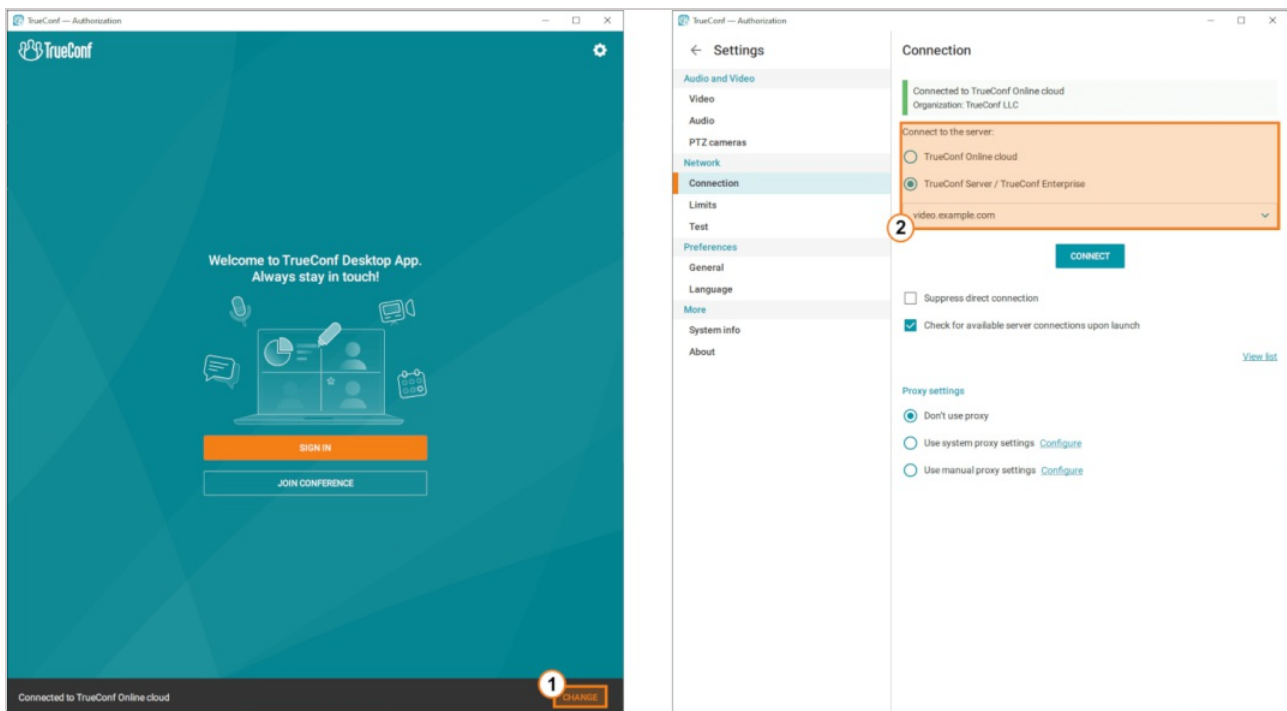 TrueConf — Authorization
TrueConf
Welcome to TrueConf Desktop App.
Always stay in touch!
SIGN IN
JOIN CONFERENCE
Connected to TrueConf Online cloud
1
CHANGE
TrueConf — Authorization
Settings
Audio and Video
Video
Audio
PTZ cameras
Network
Connection
Limits
Test
Preferences
General
Language
More
System info
About
Connection
Connected to TrueConf Online cloud
Organization: TrueConf LLC
Connect to the server:
TrueConf Online cloud
TrueConf Server / TrueConf Enterprise
video.example.com
2
CONNECT
Suppress direct connection
Check for available server connections upon launch
View list
Proxy settings
Don't use proxy
Use system proxy settings Configure
Use manual proxy settings Configure